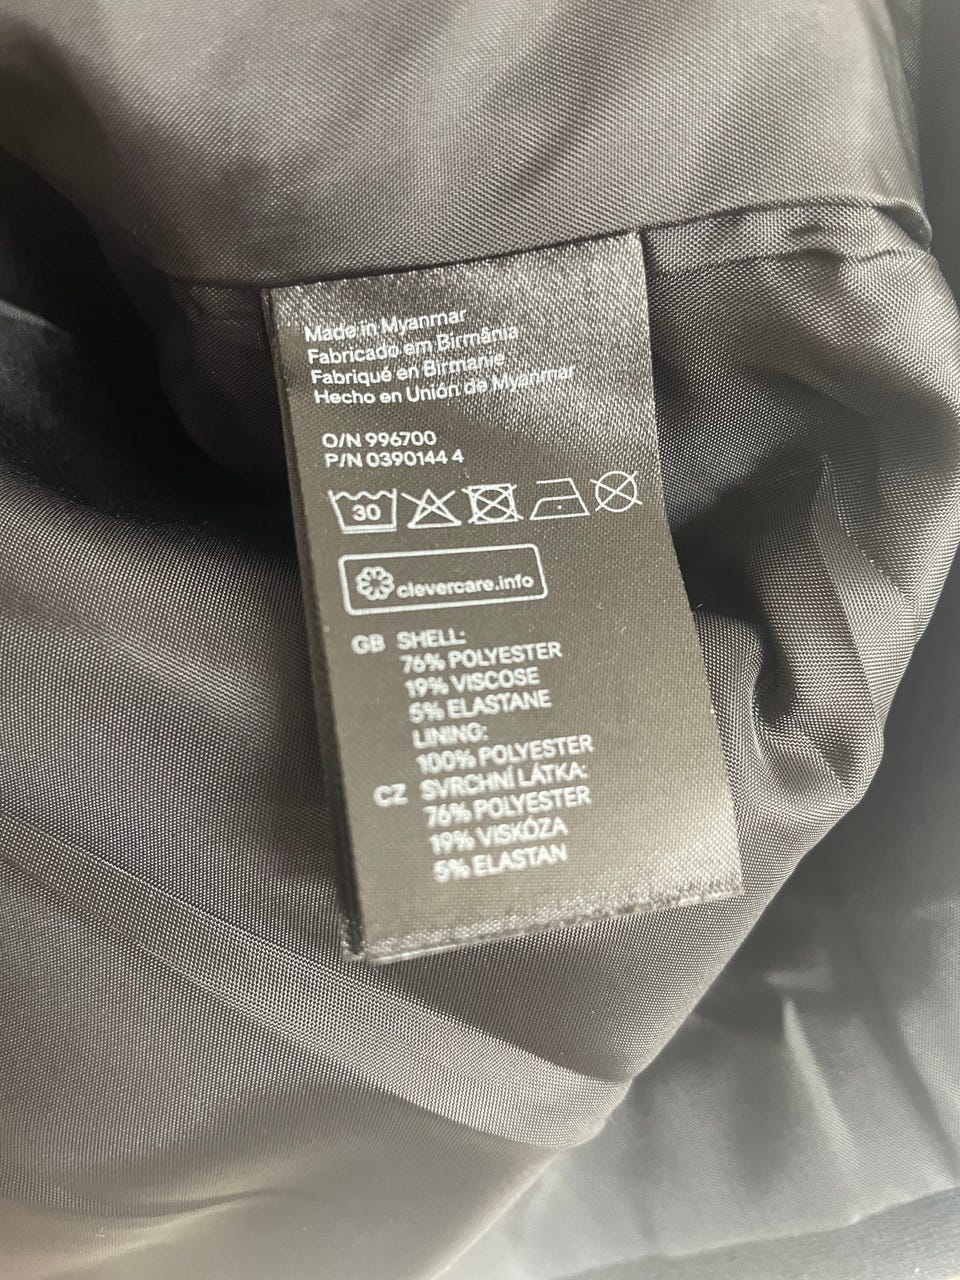 Made in Myanmar
Fabricado em Birmânia
Fabriqué en Birmanie
Hecho en Unión de Myanmar
O/N 996700
P/N 0390144 4
30
clevercare.info
GB SHELL:
76% POLYESTER
19% VISCOSE
5% ELASTANE
LINING:
100% POLYESTER
CZ SVRCHNÍ LÁTKA:
76% POLYESTER
19% VISKÓZA
5% ELASTAN